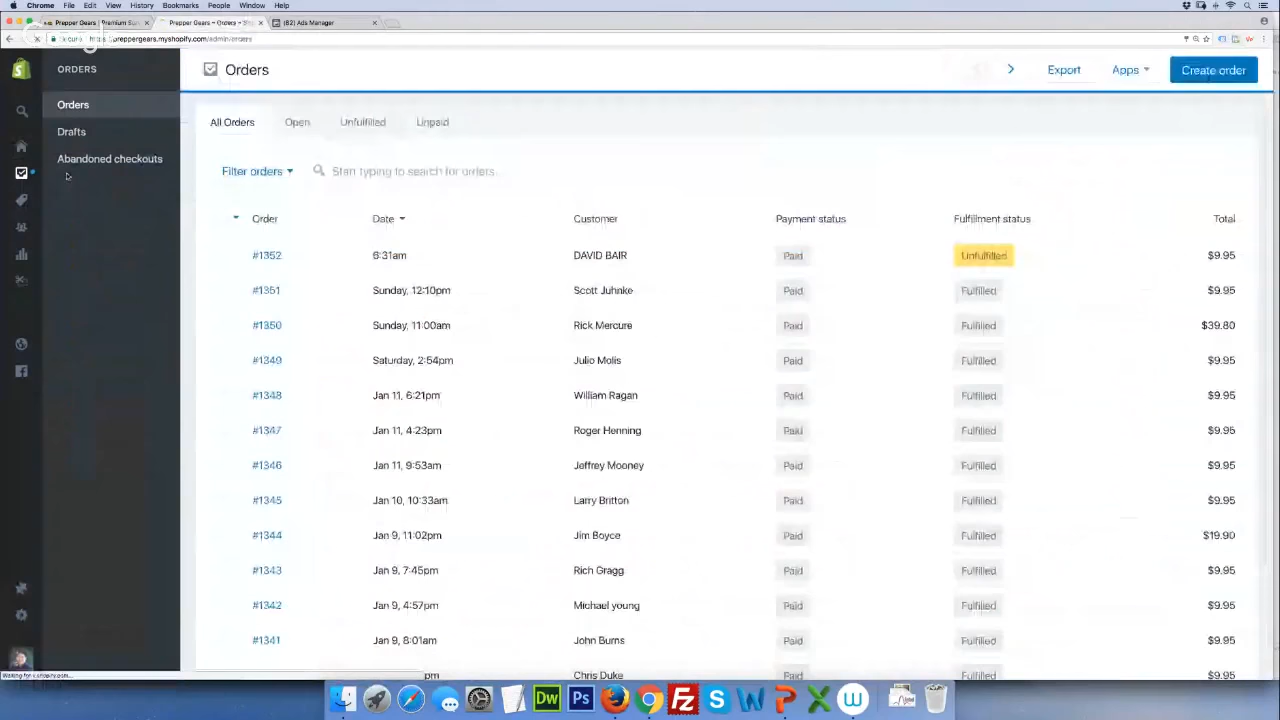 Chrome File Edit View History Bookmarks People Window Help
Prepper Gears | Premium Sur Prepper Gears ~ Orders ~ (82) Ads Manager
preppergears.myshopify.com/admin/orders
ORDERS Orders Export Apps Create order
Orders
Drafts
Abandoned checkouts
All Orders Open Unfulfilled Unpaid
Filter orders Start typing to search for orders...
Order Date Customer Payment status Fulfillment status Total
#1352 6:31am DAVID BAIR Paid Unfulfilled $9.95
#1351 Sunday, 12:10pm Scott Juhnke Paid Fulfilled $9.95
#1350 Sunday, 11:00am Rick Mercure Paid Fulfilled $39.80
#1349 Saturday, 2:54pm Julio Molis Paid Fulfilled $9.95
#1348 Jan 11, 6:21pm William Ragan Paid Fulfilled $9.95
#1347 Jan 11, 4:23pm Roger Henning Paid Fulfilled $9.95
#1346 Jan 11, 9:53am Jeffrey Mooney Paid Fulfilled $9.95
#1345 Jan 10, 10:33am Larry Britton Paid Fulfilled $9.95
#1344 Jan 9, 11:02pm Jim Boyce Paid Fulfilled $19.90
#1343 Jan 9, 7:45pm Rich Gragg Paid Fulfilled $9.95
#1342 Jan 9, 4:57pm Michael young Paid Fulfilled $9.95
#1341 Jan 9, 8:01am John Burns Paid Fulfilled $9.95
pm Chris Duke Paid Fulfilled $9.95
Waiting for v.shopify.com...
Dw Ps Fz S W P X W